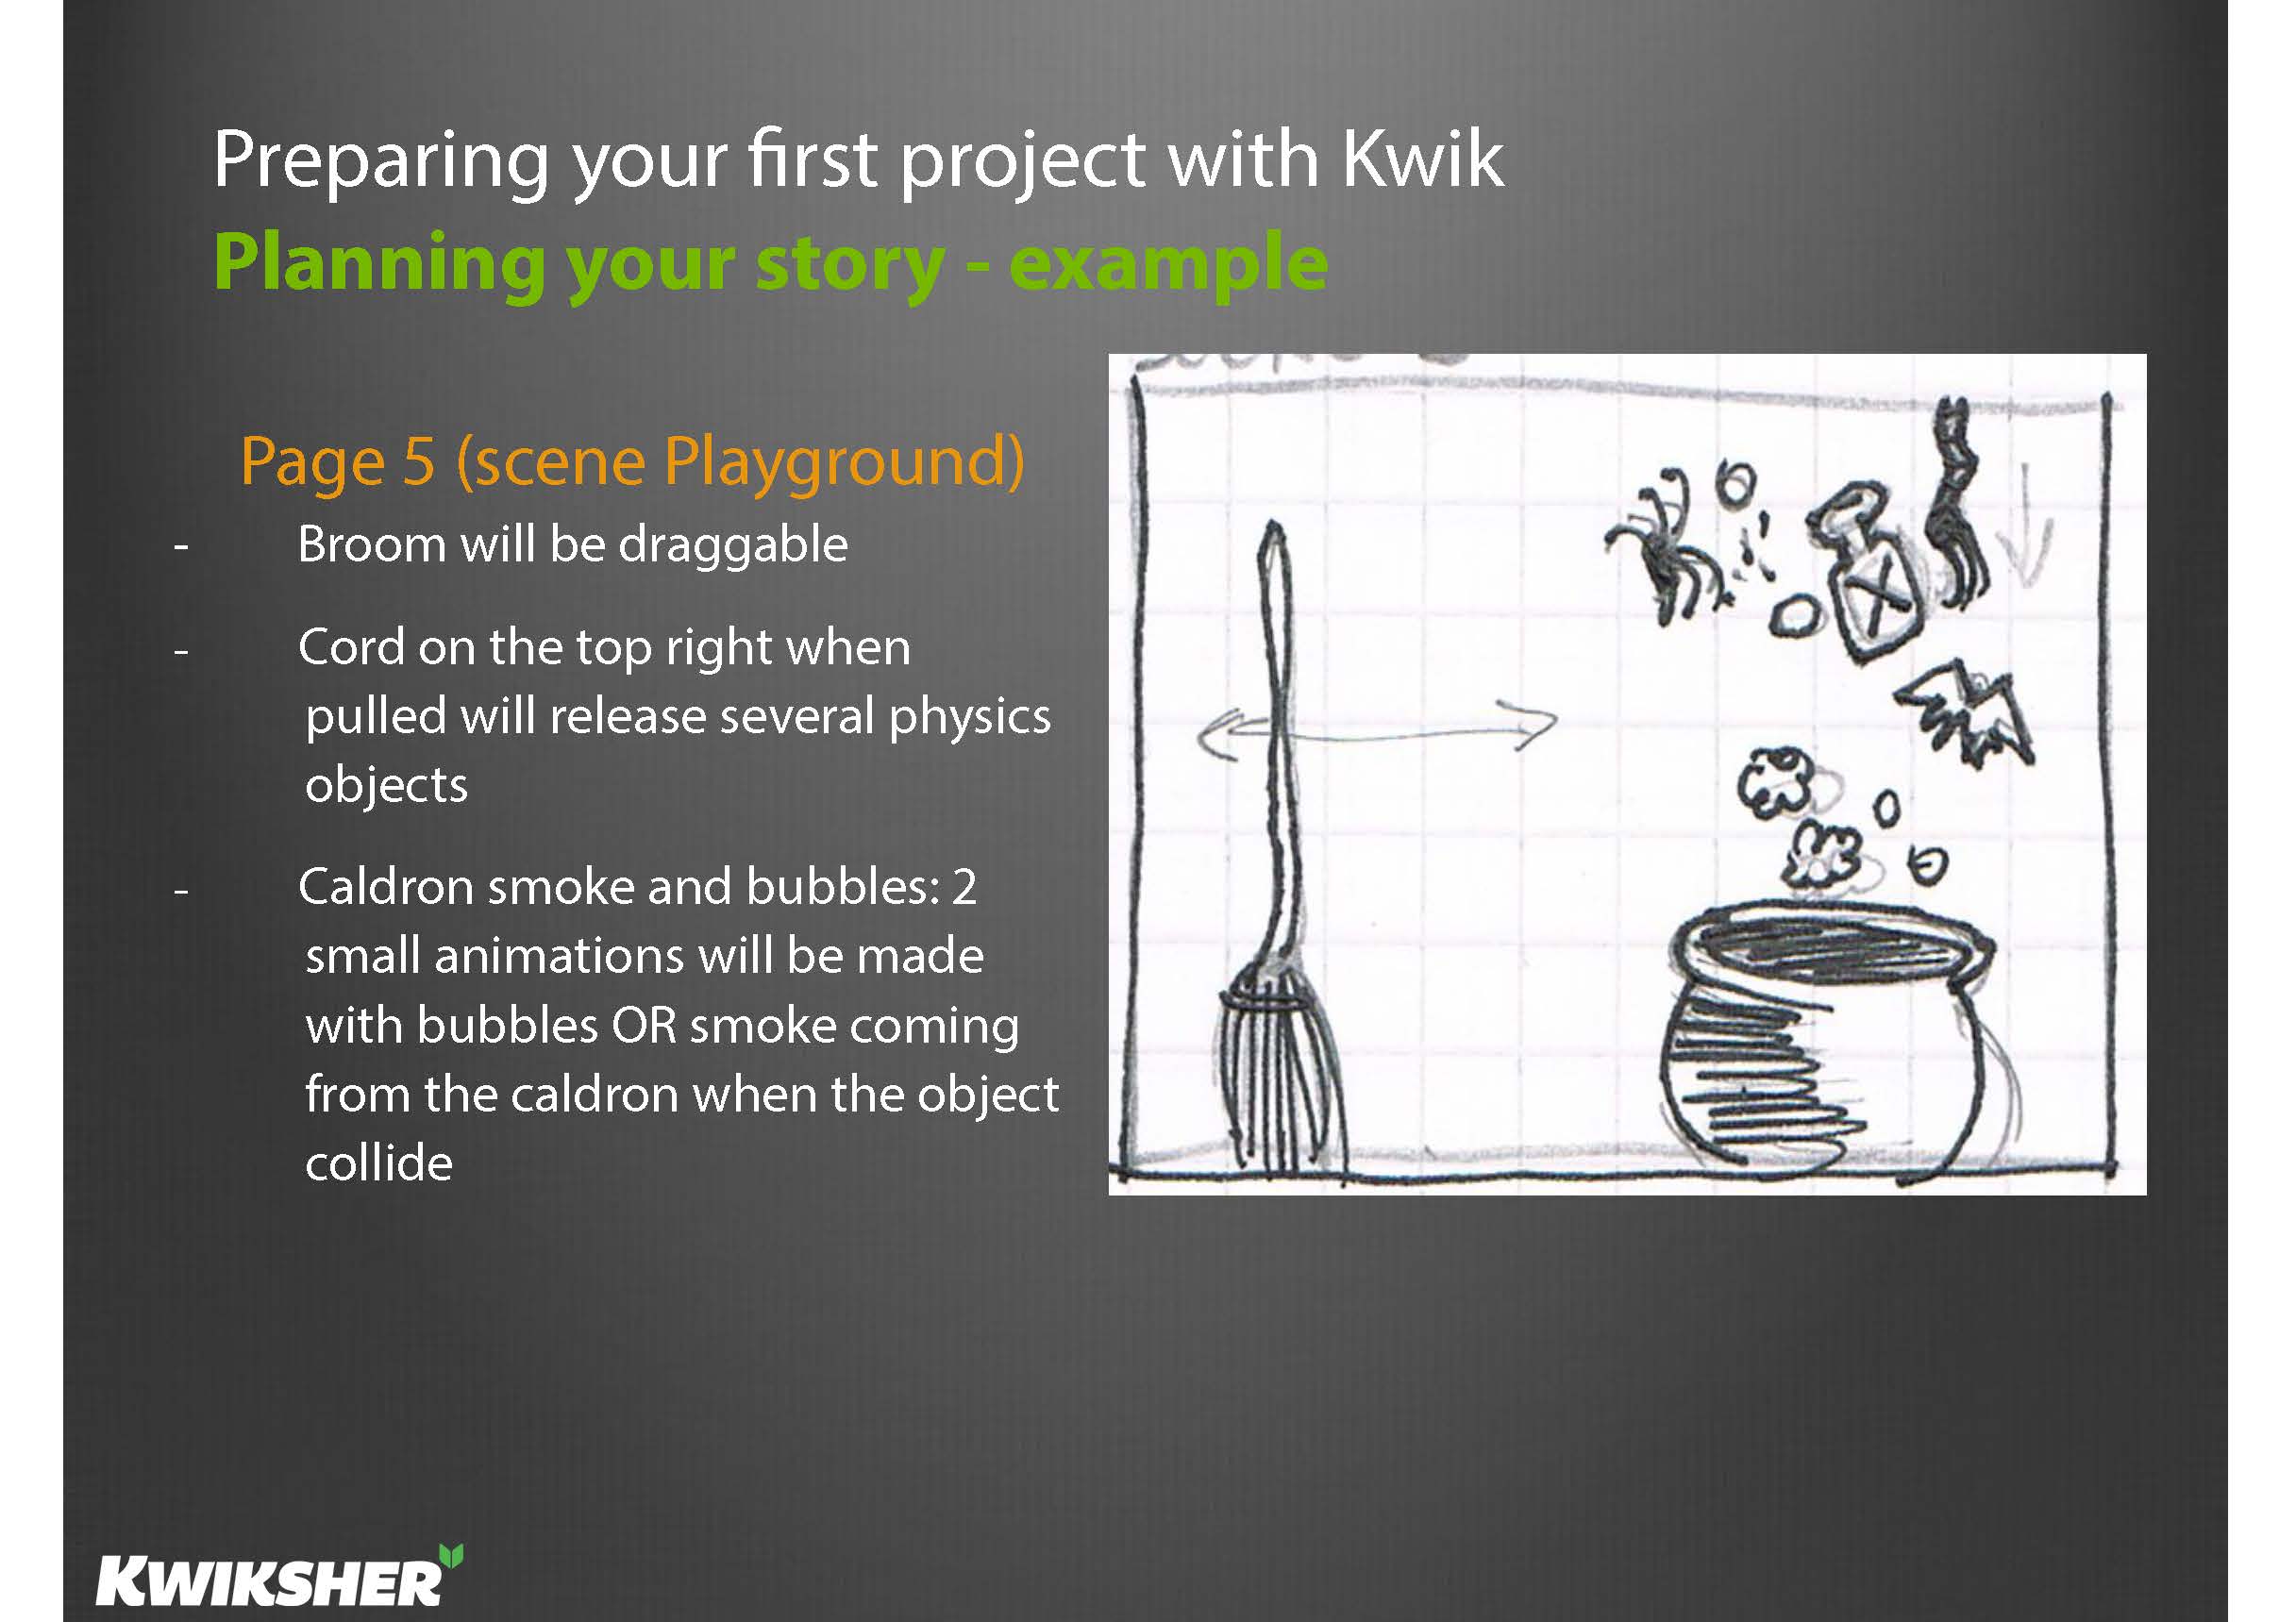 Preparing your first project with Kwik
Planning your story - example
Page 5 (scene Playground)
- Broom will be draggable
- Cord on the top right when
pulled will release several physics
objects
- Caldron smoke and bubbles: 2
small animations will be made
with bubbles OR smoke coming
from the caldron when the object
collide
KWIKSHER